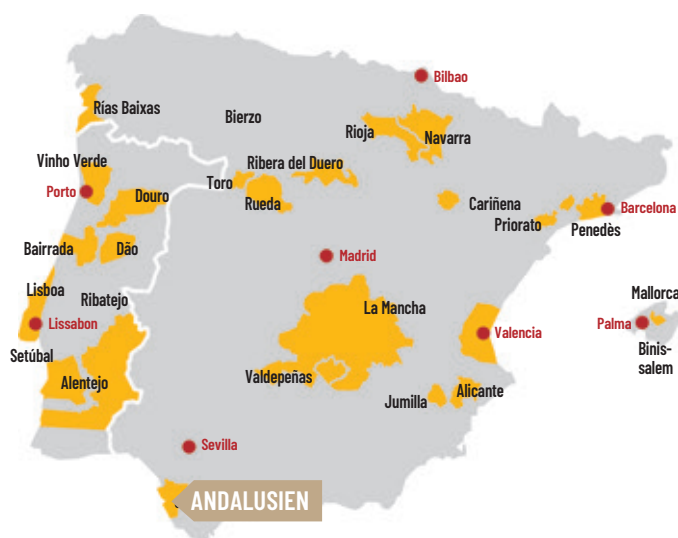 Bilbao
Rías Baixas
Bierzo
Rioja
Navarra
Vinho Verde
Ribera del Duero
Toro
Porto
Douro
Rueda
Cariñena
Barcelona
Priorato
Penedès
Bairrada
Dão
Madrid
Lisboa
Ribatejo
La Mancha
Mallorca
Lissabon
Valencia
Palma
Setúbal
Binis-
salem
Alentejo
Valdepeñas
Jumilla
Alicante
Sevilla
ANDALUSIEN